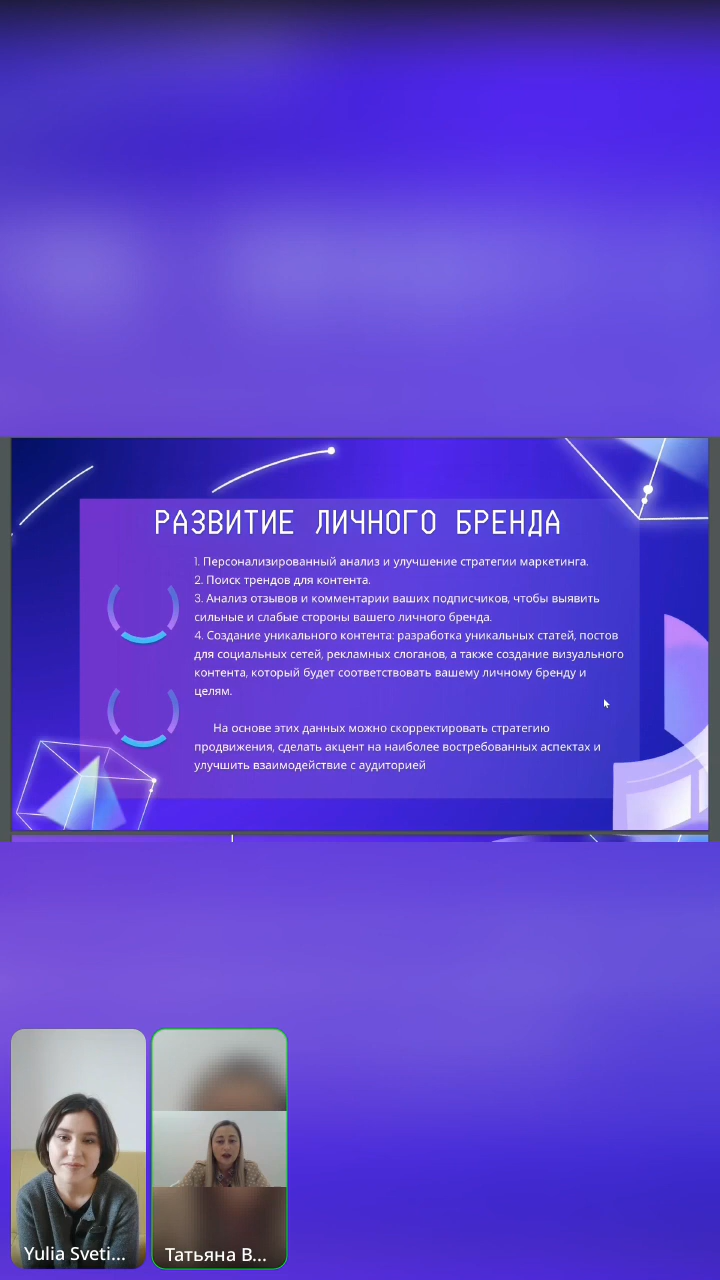 РАЗВИТИЕ ЛИЧНОГО БРЕНДА
1. Персонализированный анализ и улучшение стратегии маркетинга.
2. Поиск трендов для контента.
3. Анализ отзывов и комментарии ваших подписчиков, чтобы выявить
сильные и слабые стороны вашего личного бренда.
4. Создание уникального контента: разработка уникальных статей, постов
для социальных сетей, рекламных слоганов, а также создание визуального
контента, который будет соответствовать вашему личному бренду и
целям.
На основе этих данных можно скорректировать стратегию
продвижения, сделать акцент на наиболее востребованных аспектах и
улучшить взаимодействие с аудиторией
Yulia Sveti...
Татьяна В...